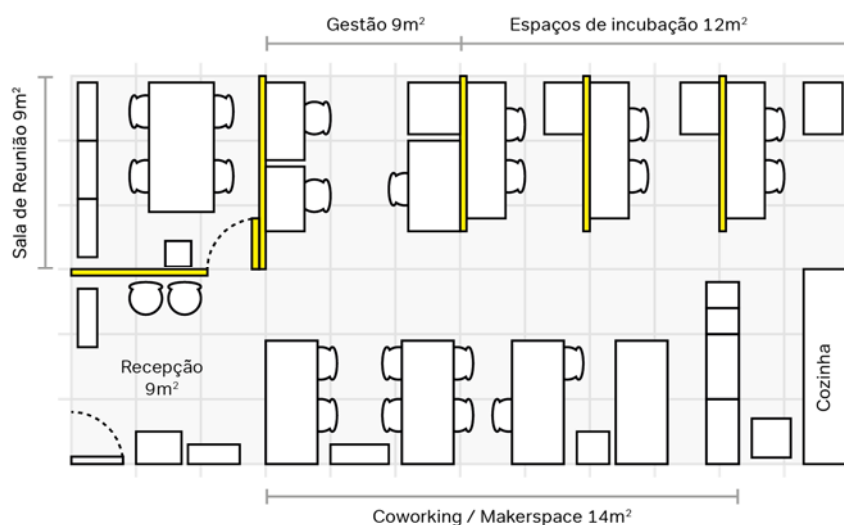 Gestão 9m²
Espaços de incubação 12m²
Sala de Reunião 9m²
Recepção
9m²
Cozinha
Coworking / Makerspace 14m²